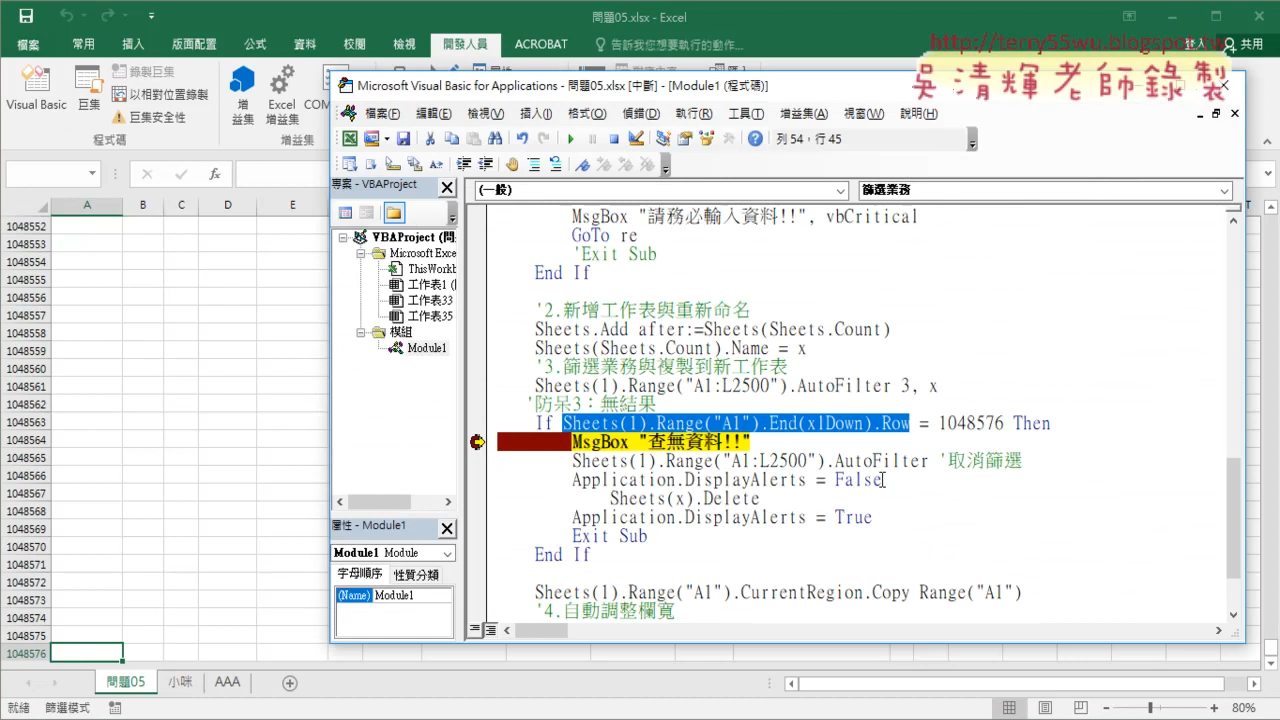 問題05.xlsx - Excel
檔案 常用 插入 版面配置 公式 資料 校閱 檢視 開發人員 ACROBAT 告訴我您想要執行的動作... 共用
http://terry55wu.blogspot.tw
吳清輝老師錄製
Visual Basic 巨集 錄製巨集 以相對位置錄製 巨集安全性 程式碼
增益集 Excel 增益集 COM 增益集
Microsoft Visual Basic for Applications - 問題05.xlsx [中斷] - [Module1 (程式碼)]
檔案(F) 編輯(E) 檢視(V) 插入(I) 格式(O) 偵錯(D) 執行(R) 工具(T) 增益集(A) 視窗(W) 說明(H)
列 54，行 45
專案 - VBAProject
VBAProject (問
Microsoft Exce
ThisWorkb
工作表1 (
工作表33
工作表35
模組
Module1
屬性 - Module1
Module1 Module
字母順序 性質分類
(Name) Module1
(一般) 篩選業務
MsgBox "請務必輸入資料!!", vbCritical
GoTo re
'Exit Sub
End If
'2.新增工作表與重新命名
Sheets.Add after:=Sheets(Sheets.Count)
Sheets(Sheets.Count).Name = x
'3.篩選業務與複製到新工作表
Sheets(1).Range("A1:L2500").AutoFilter 3, x
'防呆3：無結果
If Sheets(1).Range("A1").End(xlDown).Row = 1048576 Then
MsgBox "查無資料!!"
Sheets(1).Range("A1:L2500").AutoFilter '取消篩選
Application.DisplayAlerts = False
Sheets(x).Delete
Application.DisplayAlerts = True
Exit Sub
End If
Sheets(1).Range("A1").CurrentRegion.Copy Range("A1")
'4.自動調整欄寬
A B C D E
1048552
1048553
1048554
1048555
1048556
1048557
1048558
1048559
1048560
1048561
1048562
1048563
1048564
1048565
1048566
1048567
1048568
1048569
1048570
1048571
1048572
1048573
1048574
1048575
1048576
問題05 小咪 AAA
就緒 篩選模式 80%